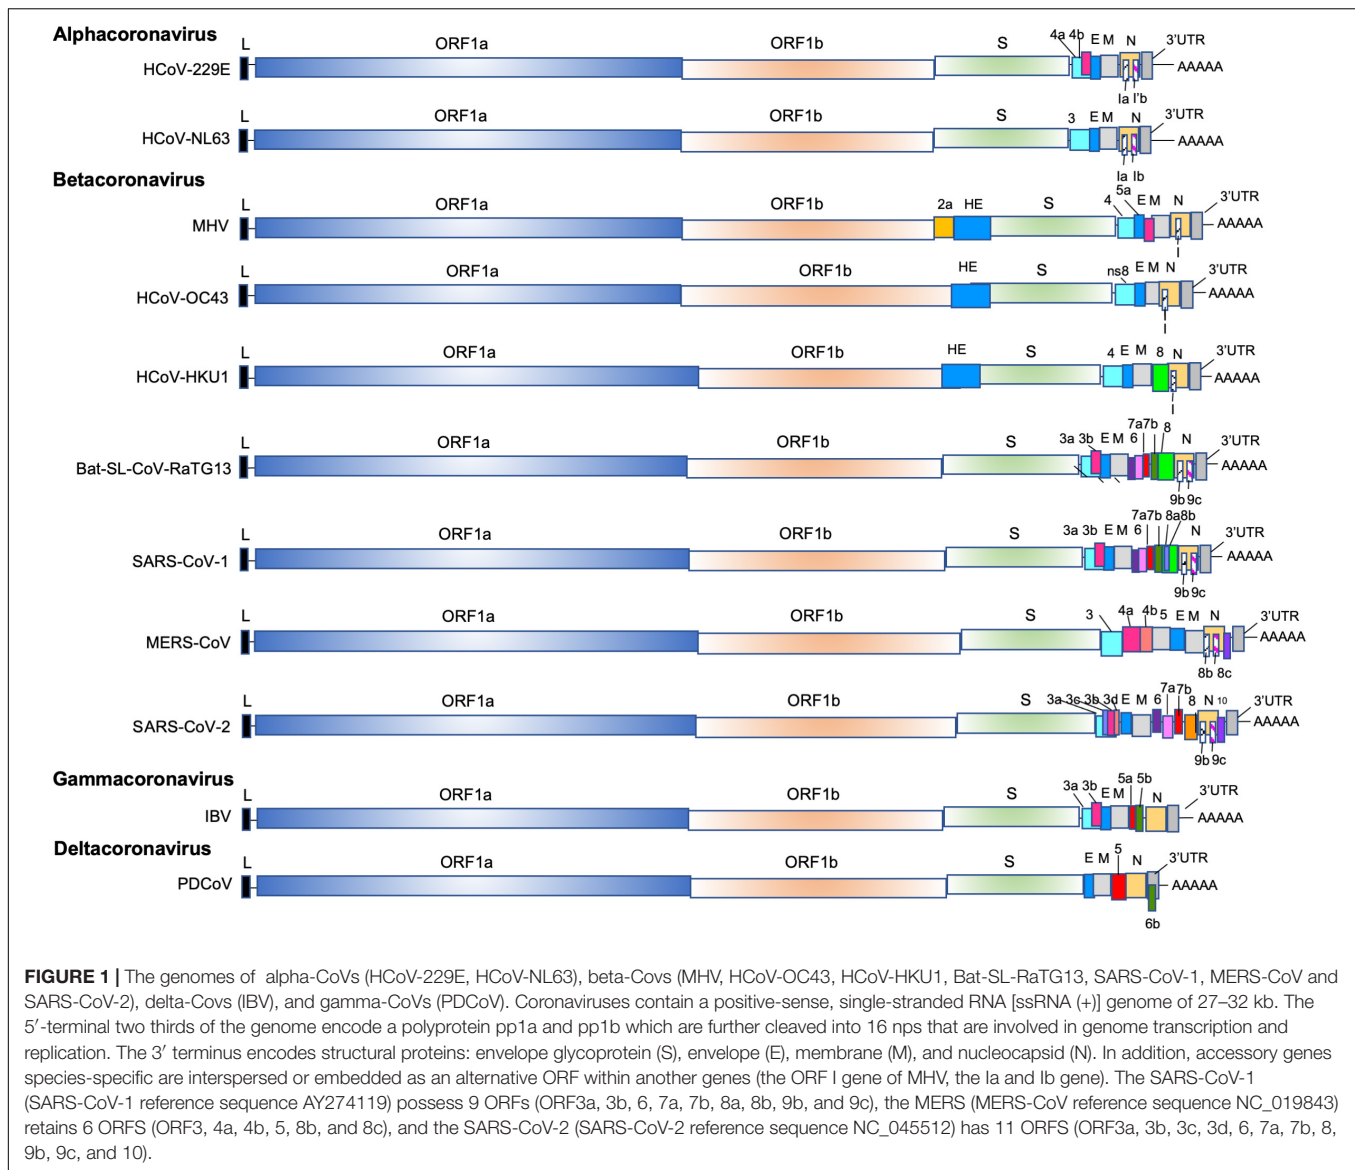 Alphacoronavirus
L ORF1a ORF1b S 4a 4b E M N 3'UTR
HCoV-229E AAAAA
Ia I'b
L ORF1a ORF1b S 3 E M N 3'UTR
HCoV-NL63 AAAAA
Ia Ib
Betacoronavirus
L ORF1a ORF1b 2a HE S 4 5a E M N 3'UTR
MHV AAAAA
I
L ORF1a ORF1b HE S ns8 E M N 3'UTR
HCoV-OC43 AAAAA
I
L ORF1a ORF1b HE S 4 E M 8 N 3'UTR
HCoV-HKU1 AAAAA
I
L ORF1a ORF1b S 3a 3b E M 6 7a7b 8 N 3'UTR
Bat-SL-CoV-RaTG13 AAAAA
9b 9c
L ORF1a ORF1b S 3a 3b E M 6 7a7b 8a8b N 3'UTR
SARS-CoV-1 AAAAA
9b 9c
L ORF1a ORF1b S 3 4a 4b 5 E M N 3'UTR
MERS-CoV AAAAA
8b 8c
L ORF1a ORF1b S 3a 3c 3b 3d E M 6 7a 7b 8 N 10 3'UTR
SARS-CoV-2 AAAAA
9b 9c
Gammacoronavirus
L ORF1a ORF1b S 3a 3b E M 5a 5b N 3'UTR
IBV AAAAA
Deltacoronavirus
L ORF1a ORF1b S E M 5 N 3'UTR
PDCoV AAAAA
6b
FIGURE 1 | The genomes of alpha-CoVs (HCoV-229E, HCoV-NL63), beta-Covs (MHV, HCoV-OC43, HCoV-HKU1, Bat-SL-RaTG13, SARS-CoV-1, MERS-CoV and
SARS-CoV-2), delta-Covs (IBV), and gamma-CoVs (PDCoV). Coronaviruses contain a positive-sense, single-stranded RNA [ssRNA (+)] genome of 27–32 kb. The
5′-terminal two thirds of the genome encode a polyprotein pp1a and pp1b which are further cleaved into 16 nps that are involved in genome transcription and
replication. The 3′ terminus encodes structural proteins: envelope glycoprotein (S), envelope (E), membrane (M), and nucleocapsid (N). In addition, accessory genes
species-specific are interspersed or embedded as an alternative ORF within another genes (the ORF I gene of MHV, the Ia and Ib gene). The SARS-CoV-1
(SARS-CoV-1 reference sequence AY274119) possess 9 ORFs (ORF3a, 3b, 6, 7a, 7b, 8a, 8b, 9b, and 9c), the MERS (MERS-CoV reference sequence NC_019843)
retains 6 ORFS (ORF3, 4a, 4b, 5, 8b, and 8c), and the SARS-CoV-2 (SARS-CoV-2 reference sequence NC_045512) has 11 ORFS (ORF3a, 3b, 3c, 3d, 6, 7a, 7b, 8,
9b, 9c, and 10).